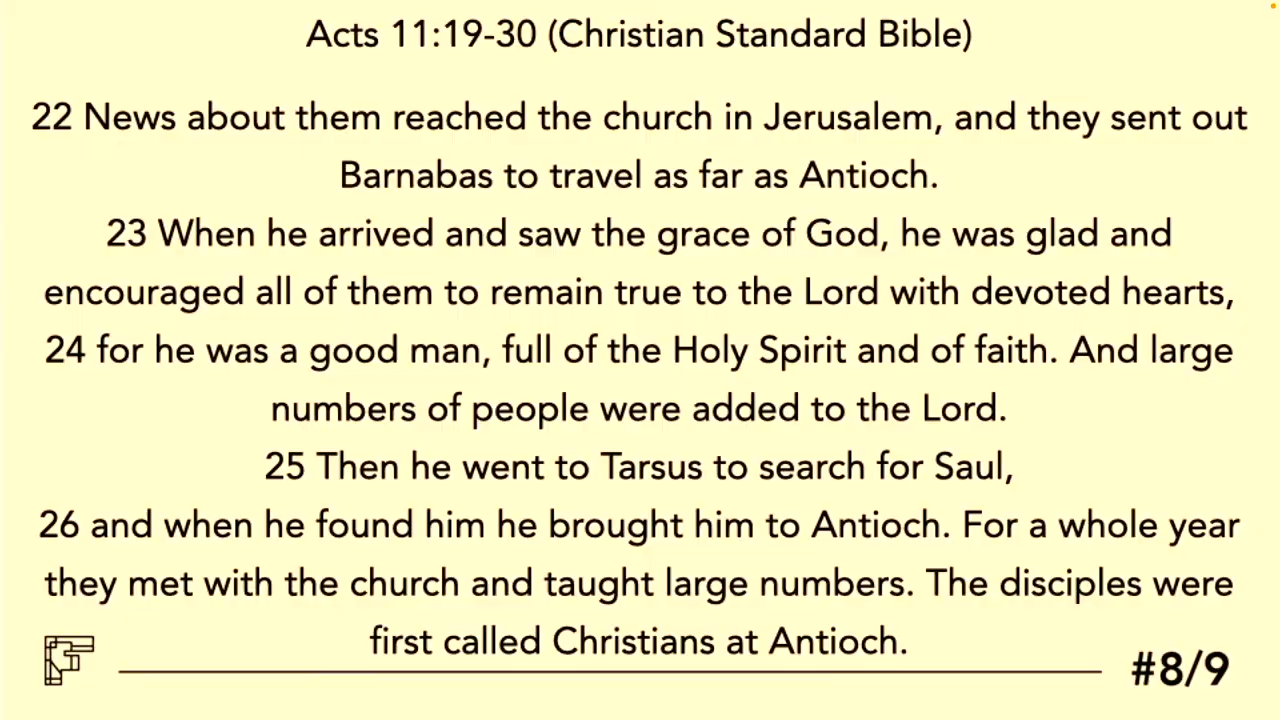 Acts 11:19-30 (Christian Standard Bible)
22 News about them reached the church in Jerusalem, and they sent out
Barnabas to travel as far as Antioch.
23 When he arrived and saw the grace of God, he was glad and
encouraged all of them to remain true to the Lord with devoted hearts,
24 for he was a good man, full of the Holy Spirit and of faith. And large
numbers of people were added to the Lord.
25 Then he went to Tarsus to search for Saul,
26 and when he found him he brought him to Antioch. For a whole year
they met with the church and taught large numbers. The disciples were
first called Christians at Antioch.
#8/9